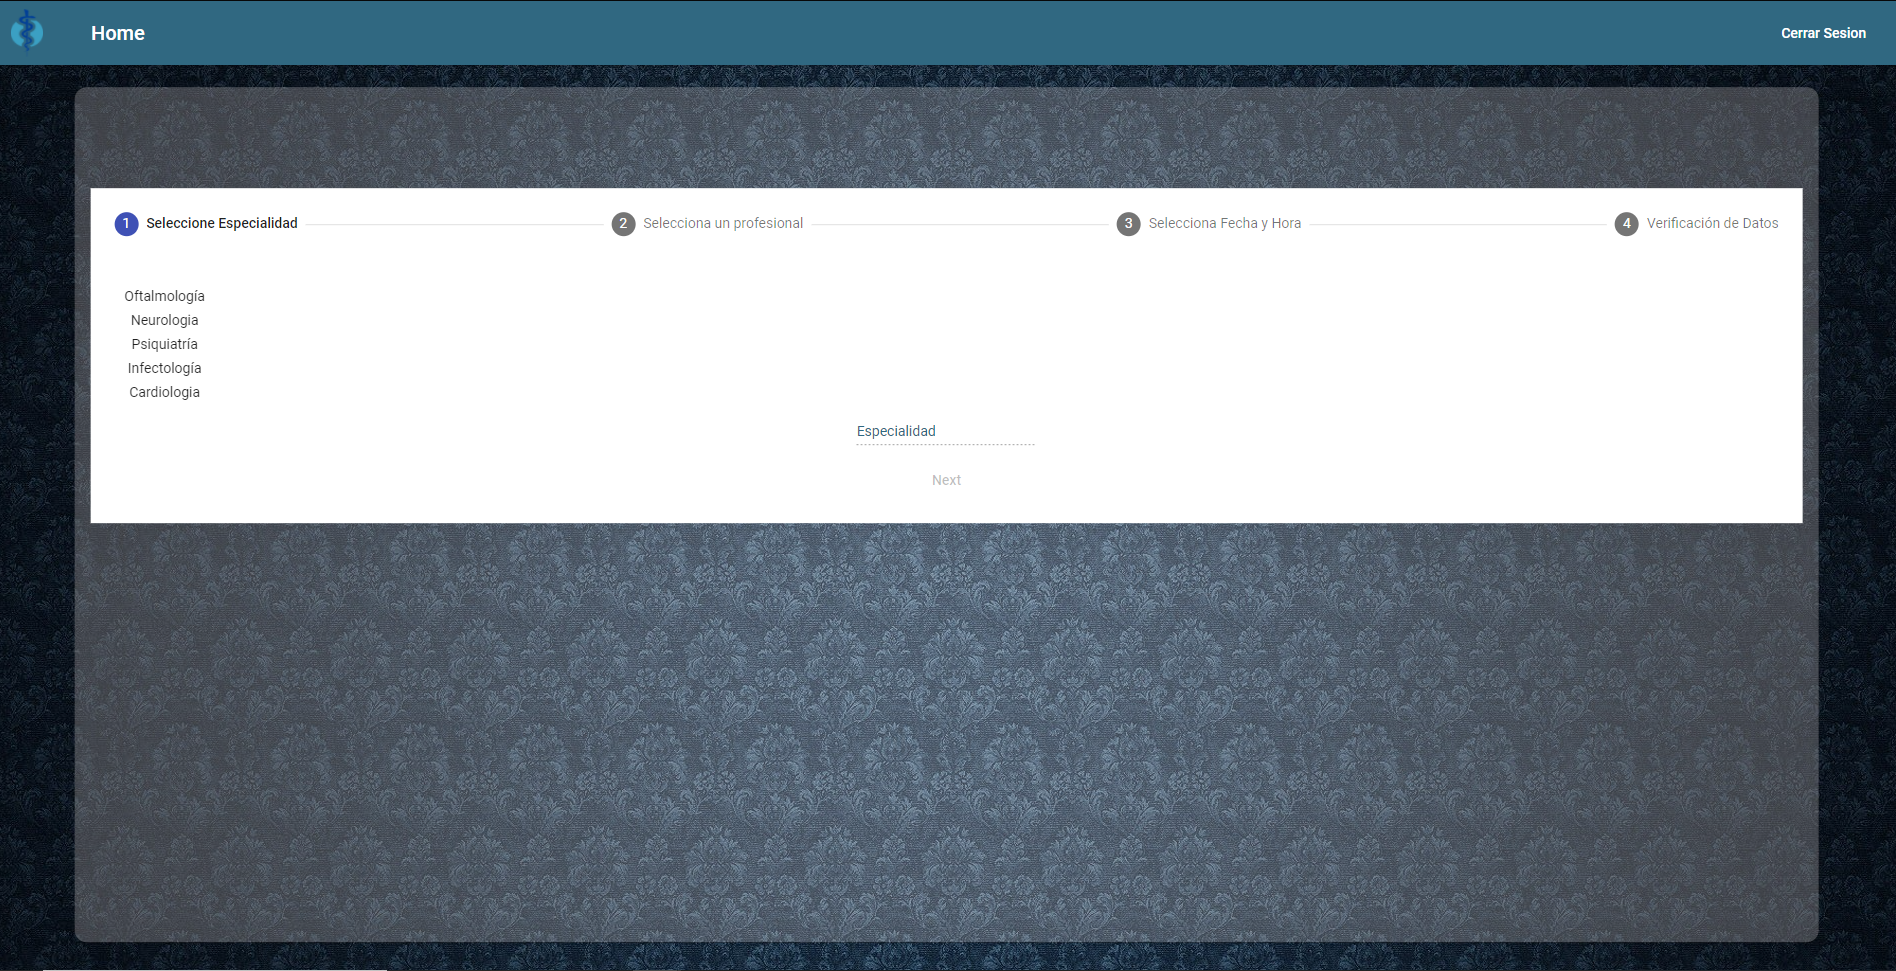 Home
Cerrar Sesion
1 Seleccione Especialidad
2 Selecciona un profesional
3 Selecciona Fecha y Hora
4 Verificación de Datos
Oftalmología
Neurologia
Psiquiatría
Infectología
Cardiologia
Especialidad
Next